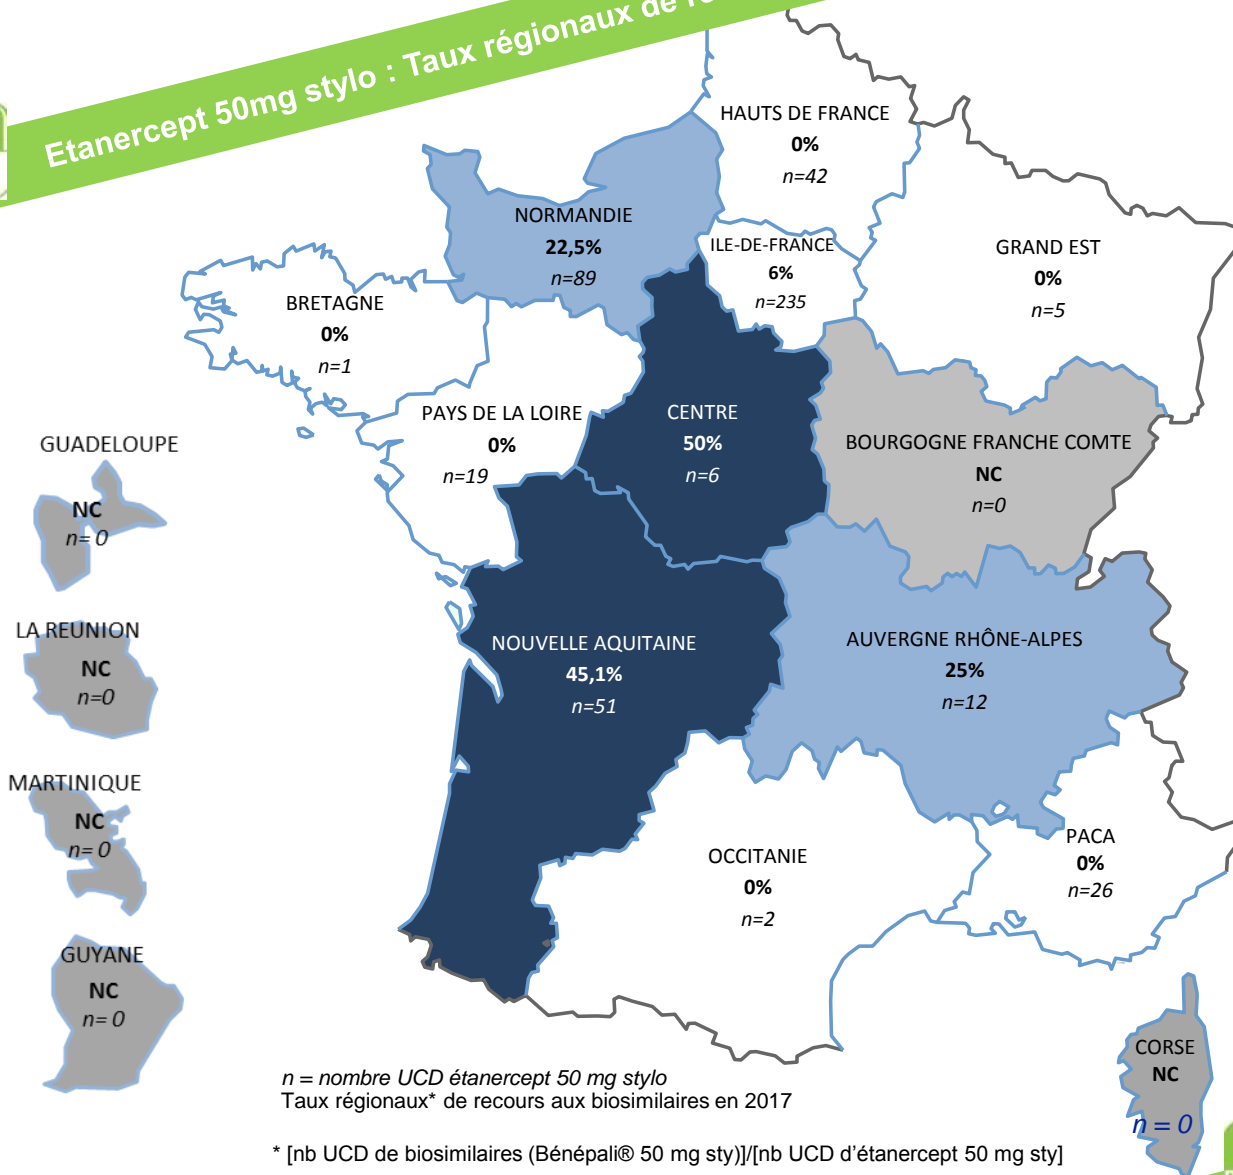 Etanercept 50mg stylo : Taux régionaux de
HAUTS DE FRANCE
0%
n=42
NORMANDIE
22,5%
n=89
ILE-DE-FRANCE
6%
n=235
GRAND EST
0%
n=5
BRETAGNE
0%
n=1
PAYS DE LA LOIRE
0%
n=19
CENTRE
50%
n=6
BOURGOGNE FRANCHE COMTE
NC
n=0
GUADELOUPE
NC
n= 0
LA REUNION
NC
n=0
NOUVELLE AQUITAINE
45,1%
n=51
AUVERGNE RHÔNE-ALPES
25%
n=12
MARTINIQUE
NC
n= 0
OCCITANIE
0%
n=2
PACA
0%
n=26
GUYANE
NC
n= 0
CORSE
NC
n = 0
n = nombre UCD étanercept 50 mg stylo
Taux régionaux* de recours aux biosimilaires en 2017
* [nb UCD de biosimilaires (Bénépali® 50 mg sty)]/[nb UCD d’étanercept 50 mg sty]